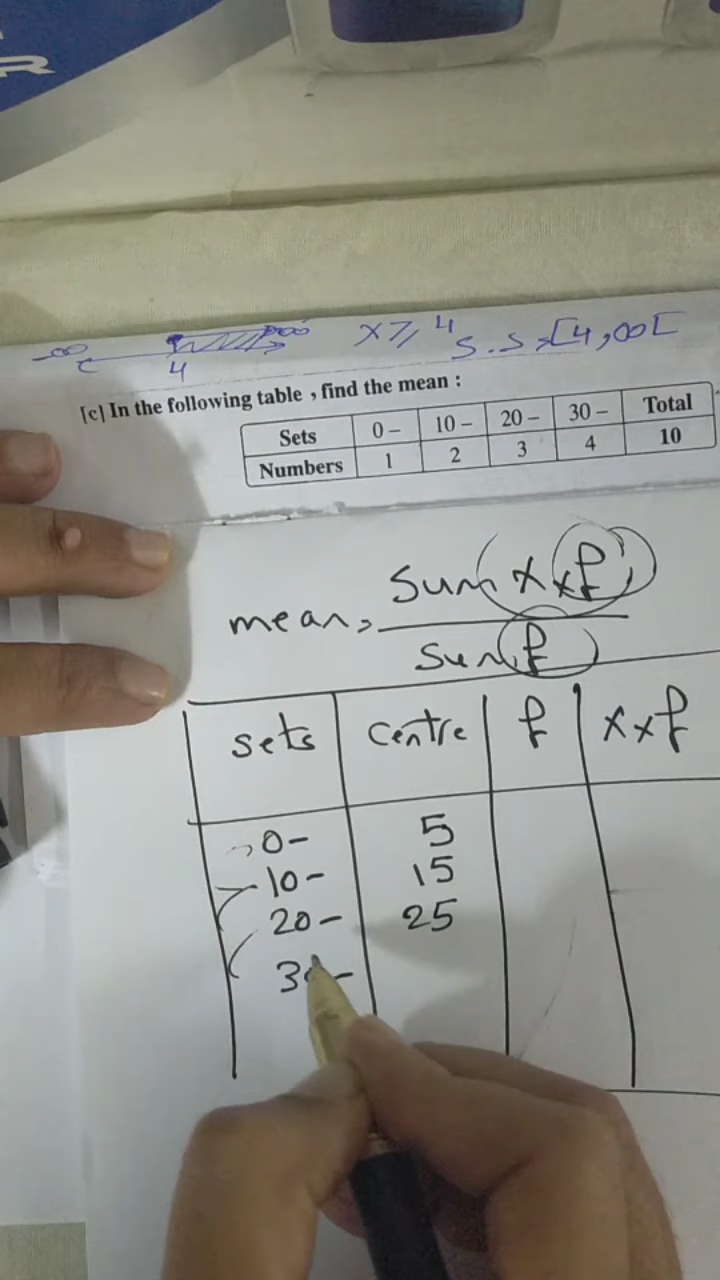 R
-∞ 4 ∞ x ≥ 4 S.S = [4, ∞[
[c] In the following table , find the mean :
Sets 0 – 10 – 20 – 30 – Total
Numbers 1 2 3 4 10
mean = sum (x × f) / sum (f)
sets centre f x × f
0 – 5
10 – 15
20 – 25
30 –